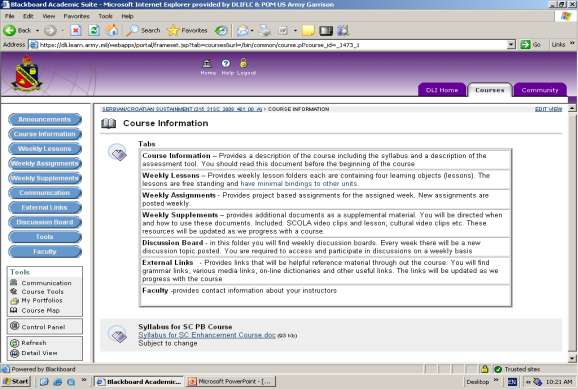 Blackboard Academic Suite - Microsoft Internet Explorer provided by DLIFLC & POM US Army Garrison
File Edit View Favorites Tools Help
Back Search Favorites
Address https://dli.learn.army.mil/webapps/portal/frameset.jsp?tab=courses&url=/bin/common/course.pl?course_id=_1473_1 Go Links »
Home Help Logout
DLI Home Courses Community
SERBIAN/CROATIAN SUSTAINMENT (215_31SC_2809_401_00_A) > COURSE INFORMATION EDIT VIEW
Course Information
Announcements
Course Information
Weekly Lessons
Weekly Assignments
Weekly Supplements
Communication
External Links
Discussion Board
Tools
Faculty
Tools
Communication
Course Tools
My Portfolios
Course Map
Control Panel
Refresh
Detail View
Tabs
Course Information – Provides a description of the course including the syllabus and a description of the
assessment tool. You should read this document before the beginning of the course
Weekly Lessons – Provides weekly lesson folders each are containing four learning objects (lessons). The
lessons are free standing and have minimal bindings to other units.
Weekly Assignments - Provides project based assignments for the assigned week. New assignments are
posted weekly.
Weekly Supplements – provides additional documents as a supplemental material. You will be directed when
and how to use these documents. Included: SCOLA video clips and lesson; cultural video clips etc. These
resources will be updated as we progress with a course.
Discussion Board - in this folder you will find weekly discussion boards. Every week there will be a new
discussion topic posted. You are required to access and participate in discussions on a weekly basis
External Links - Provides links that will be helpful reference material through out the course. You will find
grammar links, various media links, on-line dictionaries and other useful links. The links will be updated as we
progress with the course
Faculty -provides contact information about your instructors
Syllabus for SC PB Course
Syllabus for SC Enhancement Course.doc (93 Kb)
Subject to change
Powered by Blackboard Trusted sites
Start » Blackboard Academic... Microsoft PowerPoint - [... Desktop » EN « 10:21 AM